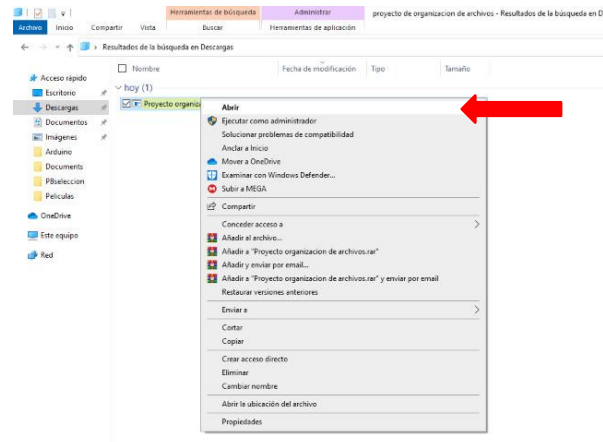 Herramientas de búsqueda Administrar proyecto de organizacion de archivos - Resultados de la búsqueda en D
Archivo Inicio Compartir Vista Buscar Herramientas de aplicación
Resultados de la búsqueda en Descargas
Nombre Fecha de modificación Tipo Tamaño
Acceso rápido
Escritorio
Descargas
Documentos
Imágenes
Arduino
Documents
PBseleccion
Peliculas
OneDrive
Este equipo
Red
hoy (1)
Proyecto organiza
Abrir
Ejecutar como administrador
Solucionar problemas de compatibilidad
Anclar a Inicio
Mover a OneDrive
Examinar con Windows Defender...
Subir a MEGA
Compartir
Conceder acceso a
Añadir al archivo...
Añadir a "Proyecto organizacion de archivos.rar"
Añadir y enviar por email...
Añadir a "Proyecto organizacion de archivos.rar" y enviar por email
Restaurar versiones anteriores
Enviar a
Cortar
Copiar
Crear acceso directo
Eliminar
Cambiar nombre
Abrir la ubicación del archivo
Propiedades